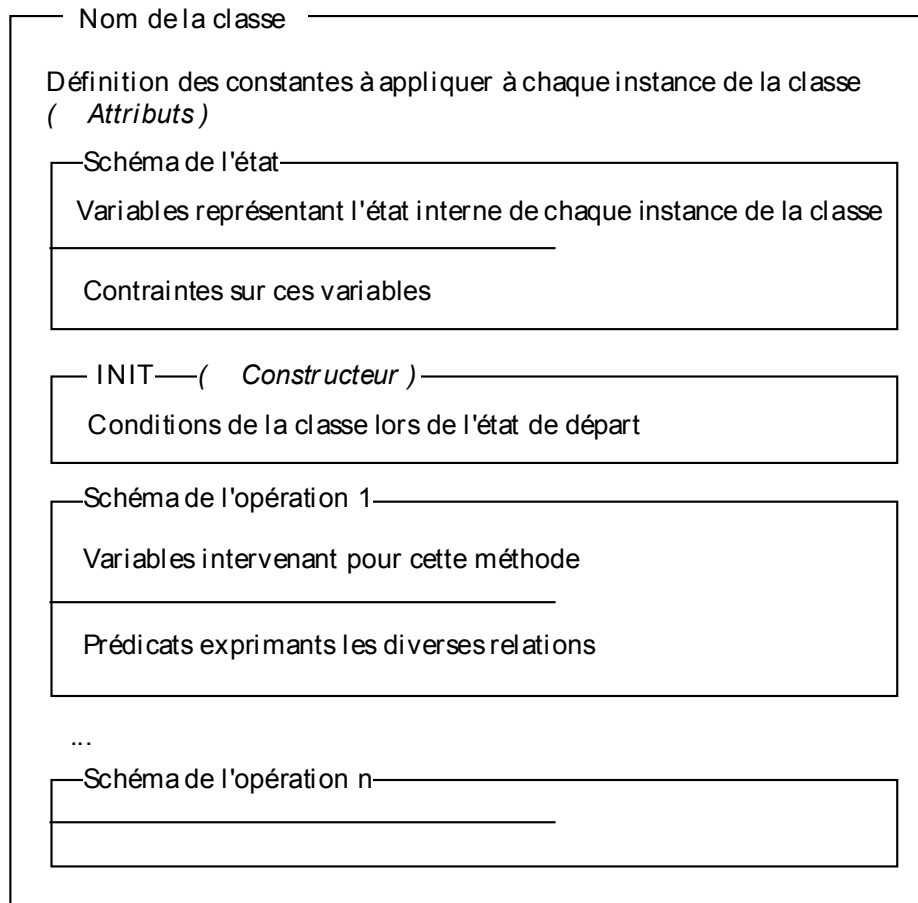 Nom de la classe
Définition des constantes à appliquer à chaque instance de la classe
( Attributs )
Schéma de l'état
Variables représentant l'état interne de chaque instance de la classe
Contraintes sur ces variables
INIT ( Constructeur )
Conditions de la classe lors de l'état de départ
Schéma de l'opération 1
Variables intervenant pour cette méthode
Prédicats exprimants les diverses relations
...
Schéma de l'opération n